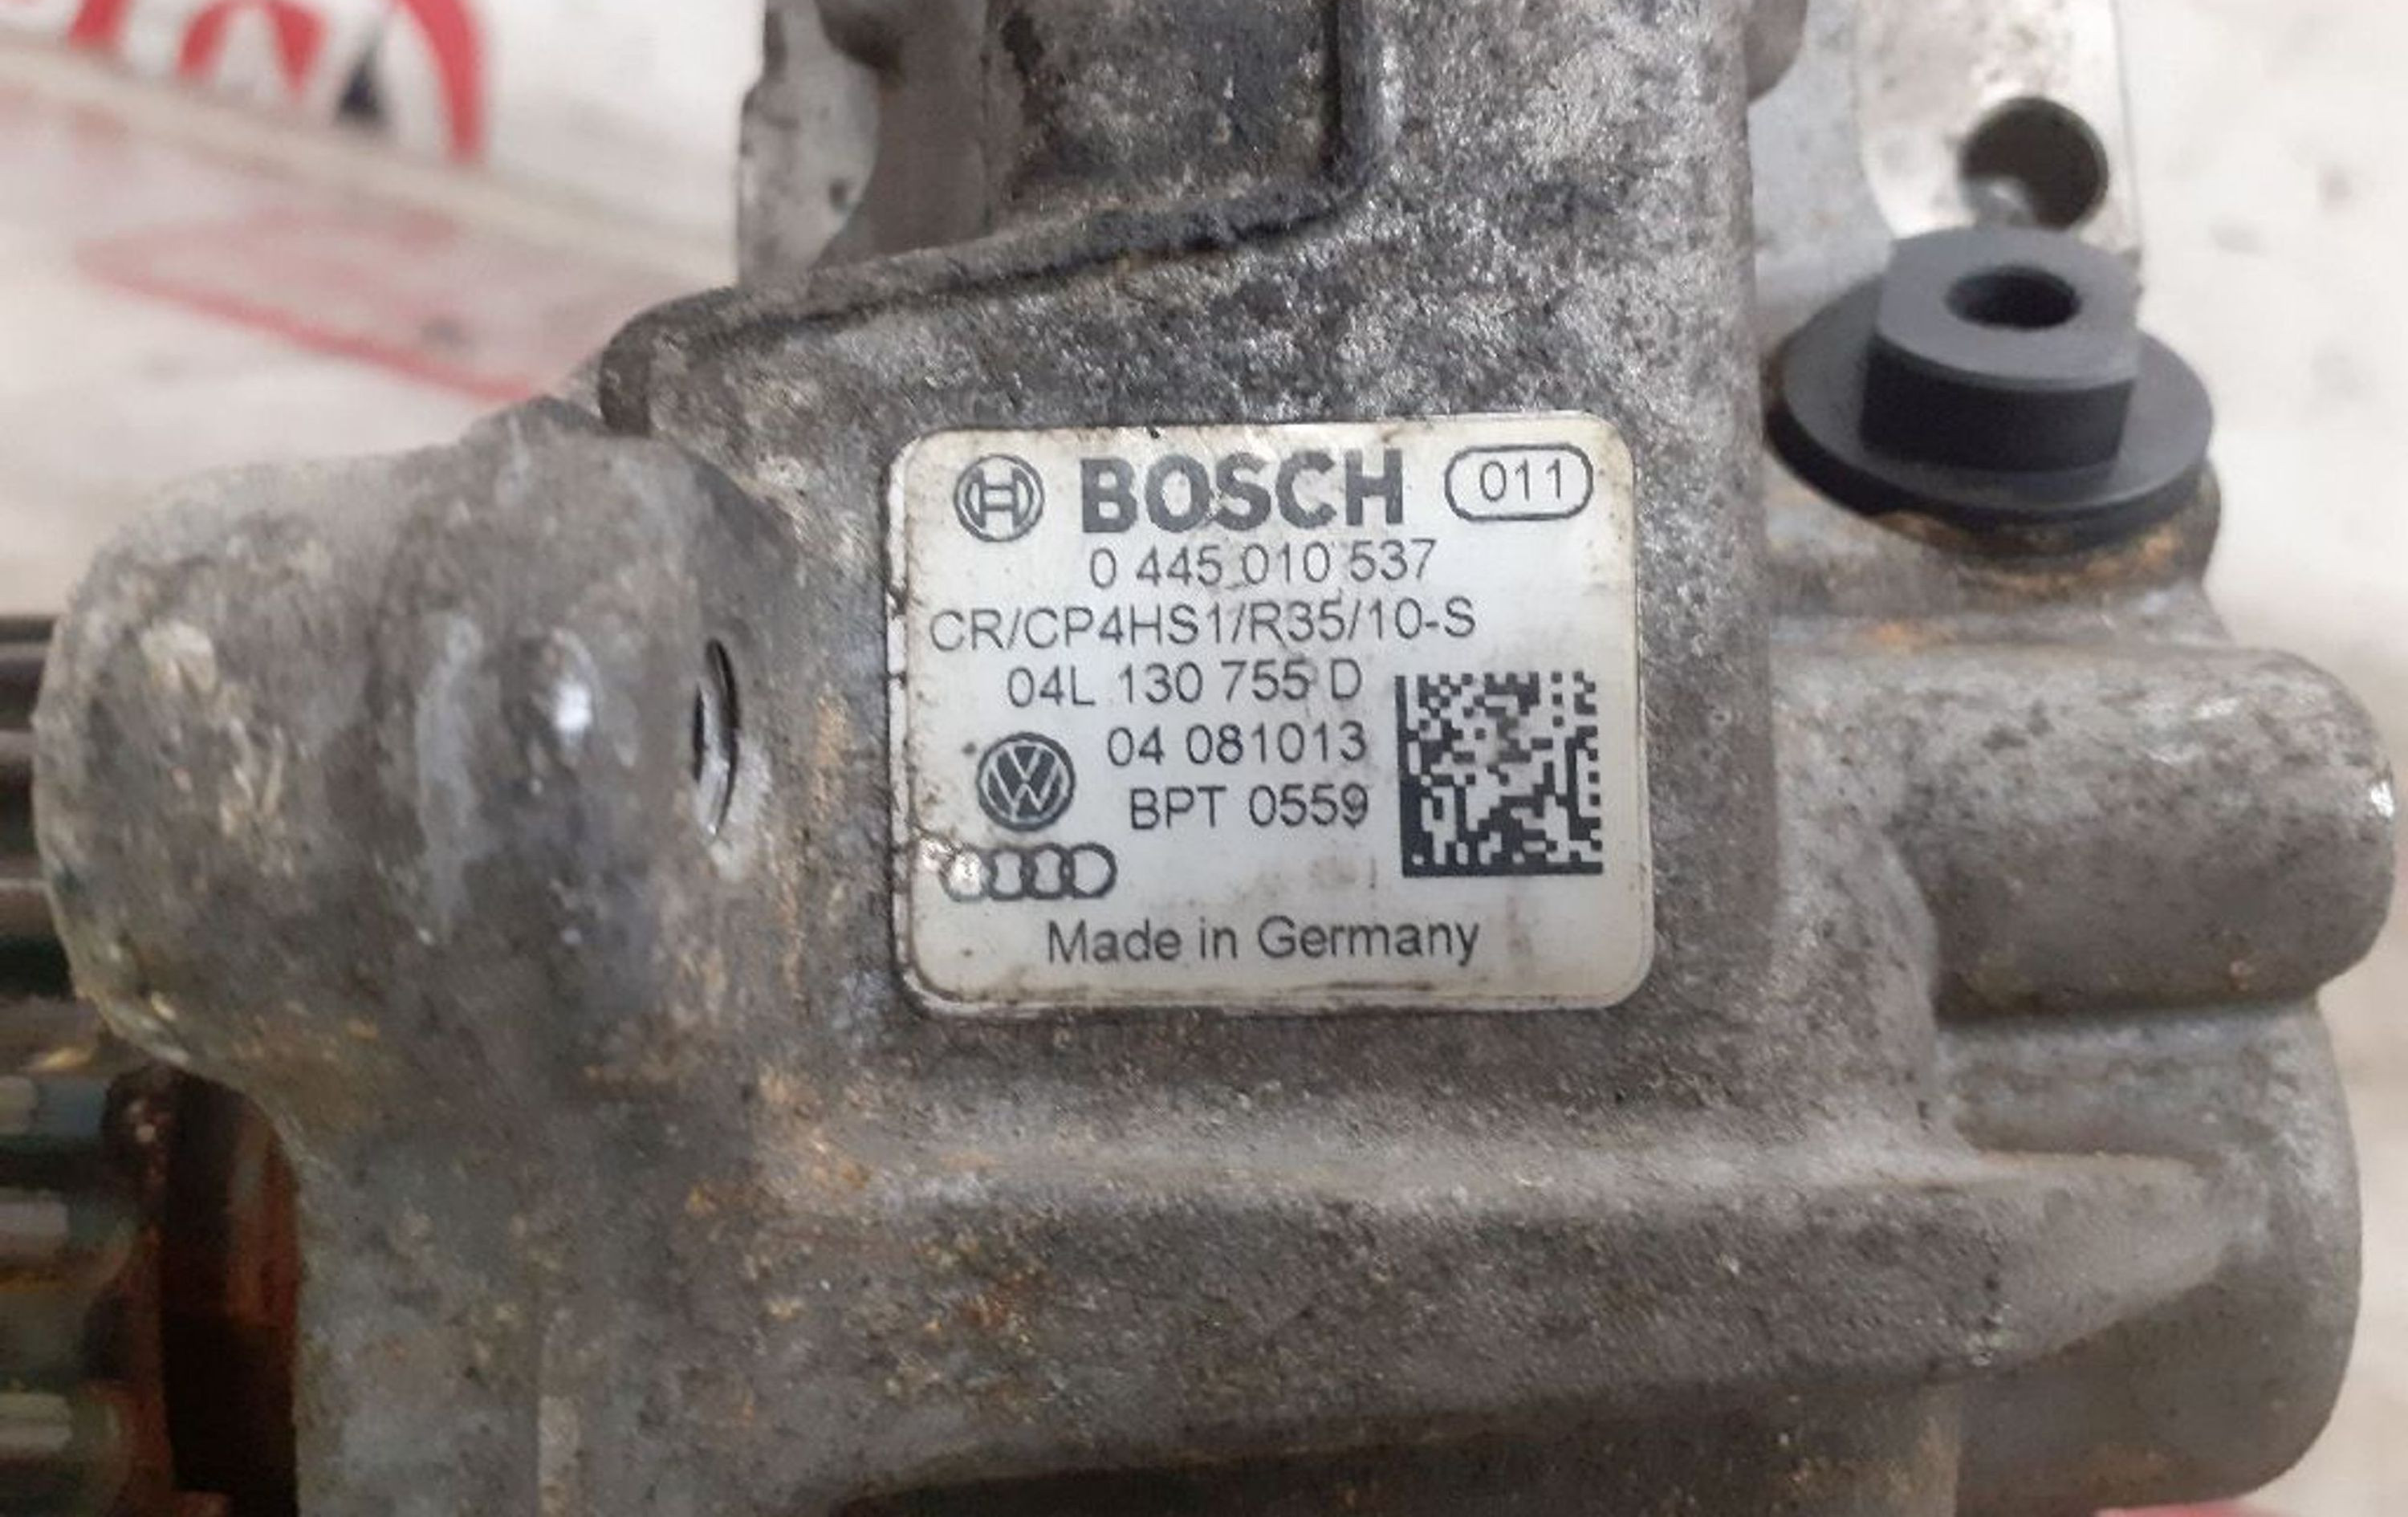 BOSCH 011
0 445 010 537
CR/CP4HS1/R35/10-S
04L 130 755 D
04 081013
BPT 0559
Made in Germany